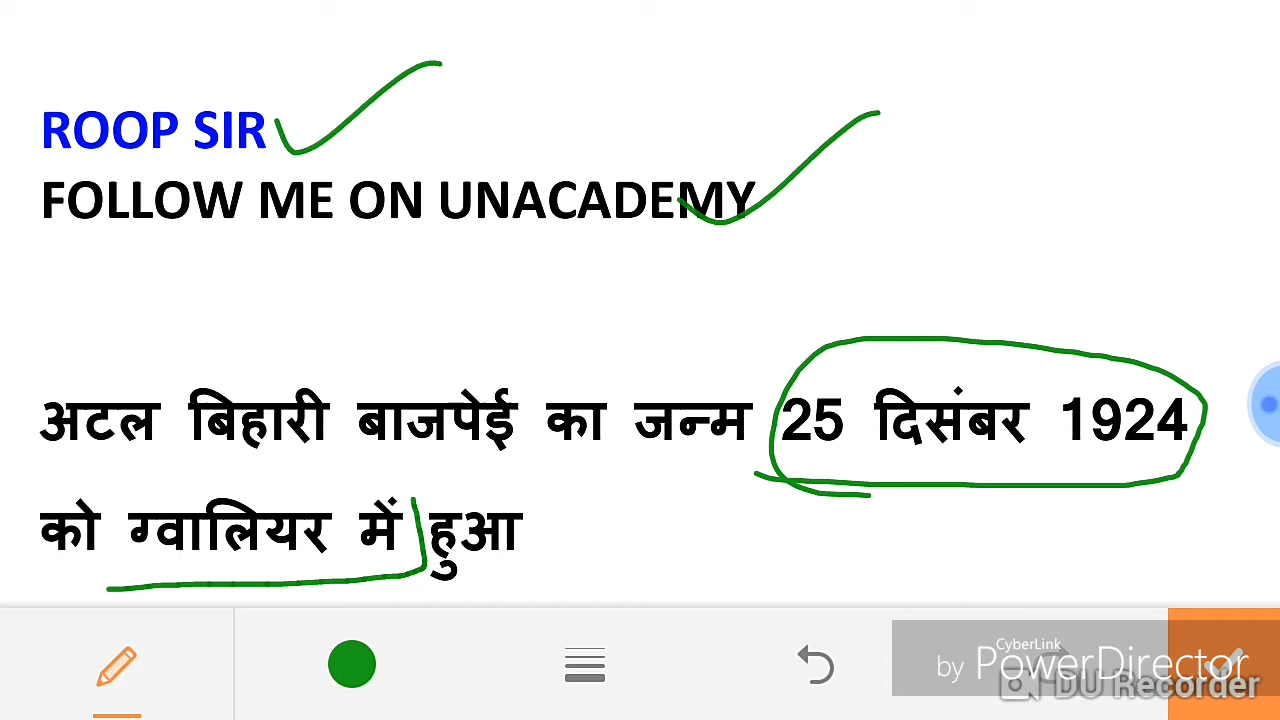 ROOP SIR
FOLLOW ME ON UNACADEMY
अटल बिहारी बाजपेई का जन्म 25 दिसंबर 1924
को ग्वालियर में हुआ
CyberLink
by PowerDirector
DU Recorder